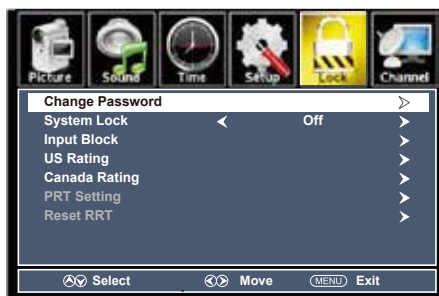 Picture Sound Time Setup Lock Channel
Change Password
System Lock Off
Input Block
US Rating
Canada Rating
PRT Setting
Reset RRT
Select Move MENU Exit